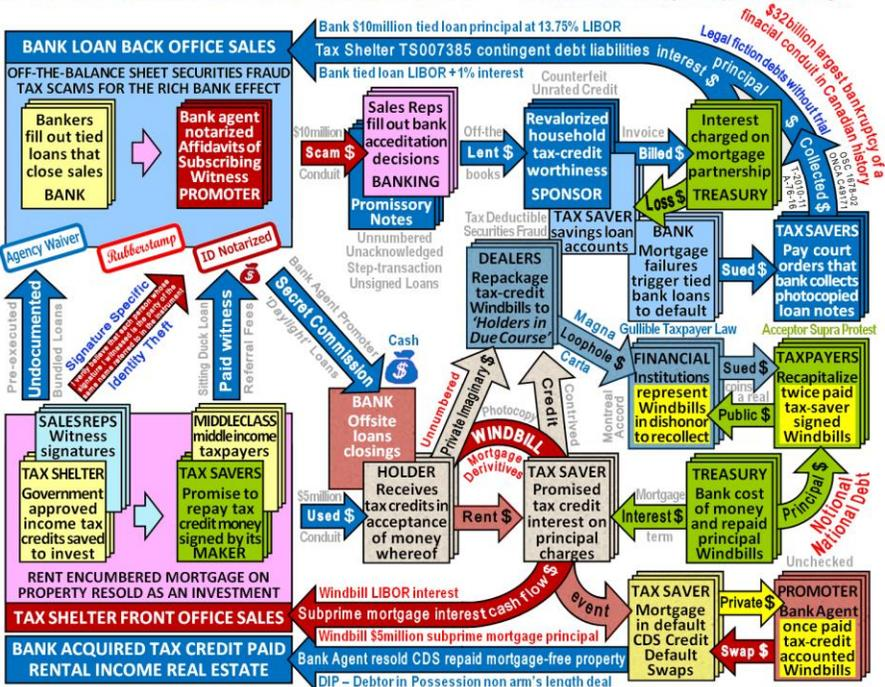 Bank $10million tied loan principal at 13.75% LIBOR
BANK LOAN BACK OFFICE SALES
Tax Shelter TS007385 contingent debt liabilities interest $ principal $
Bank tied loan LIBOR +1% interest
Legal fiction debts without trial
$32billion largest bankruptcy of a
finacial conduit in Canadian history
OFF-THE-BALANCE SHEET SECURITIES FRAUD
TAX SCAMS FOR THE RICH BANK EFFECT
Bankers
fill out tied
loans that
close sales
BANK
Bank agent
notarized
Affidavits of
Subscribing
Witness
PROMOTER
$10million
Scam $
Conduit
Sales Reps
fill out bank
acceditation
decisions
BANKING
Promissory
Notes
Unnumbered
Unacknowledged
Step-transaction
Unsigned Loans
Off-the
Lent $
books
Counterfeit
Unrated Credit
Revalorized
household
tax-credit
worthiness
SPONSOR
Invoice
Billed $
Interest
charged on
mortgage
partnership
TREASURY
Loss $
Collected $
OSC 1678-02
ONCA C49171
T-2010-11
A-76-16
TAX SAVER
savings loan
accounts
BANK
Mortgage
failures
trigger tied
bank loans to
default
Sued $
TAX SAVERS
Pay court
orders that
bank collects
photocopied
loan notes
Agency Waiver
Rubberstamp
ID Notarized
Tax Deductible
Securities Fraud
DEALERS
Repackage
tax-credit
Windbills to
'Holders in
Due Course'
Pre-executed
Undocumented
Bundled Loans
Signature Specific
Identity Theft
Sitting Duck Loan
Paid witness
Referral Fees
Bank Agent Promoter
Secret Commission
'Daylight' Loans
Cash
$
Magna
Loophole $
Carta
Gullible Taxpayer Law
Acceptor Supra Protest
FINANCIAL
Institutions
represent
Windbills
in dishonor
to recollect
Montreal
Accord
Sued $
coins
a real
Public $
TAXPAYERS
Recapitalize
twice paid
tax-saver
signed
Windbills
BANK
Offsite
loans
closings
Unnumbered
Private Imaginary $
Photocopy
Credit
Contrived
WINDBILL
Mortgage
Derivitives
SALESREPS
Witness
signatures
TAX SHELTER
Government
approved
income tax
credits saved
to invest
MIDDLECLASS
middle income
taxpayers
TAX SAVERS
Promise to
repay tax
credit money
signed by its
MAKER
$5million
Used $
Conduit
HOLDER
Receives
tax credits in
acceptance
of money
whereof
Rent $
TAX SAVER
Promised
tax credit
interest on
principal
charges
Mortgage
Interest $
term
TREASURY
Bank cost
of money
and repaid
principal
Windbills
Principal $
Notional
National Debt
RENT ENCUMBERED MORTGAGE ON
PROPERTY RESOLD AS AN INVESTMENT
TAX SHELTER FRONT OFFICE SALES
Windbill LIBOR interest
Subprime mortgage interest cash flow $
Windbill $5million subprime mortgage principal
event
TAX SAVER
Mortgage
in default
CDS Credit
Default
Swaps
Private $
Swap $
Unchecked
PROMOTER
Bank Agent
once paid
tax-credit
accounted
Windbills
BANK ACQUIRED TAX CREDIT PAID
RENTAL INCOME REAL ESTATE
Bank Agent resold CDS repaid mortgage-free property
DIP – Debtor in Possession non arm's length deal